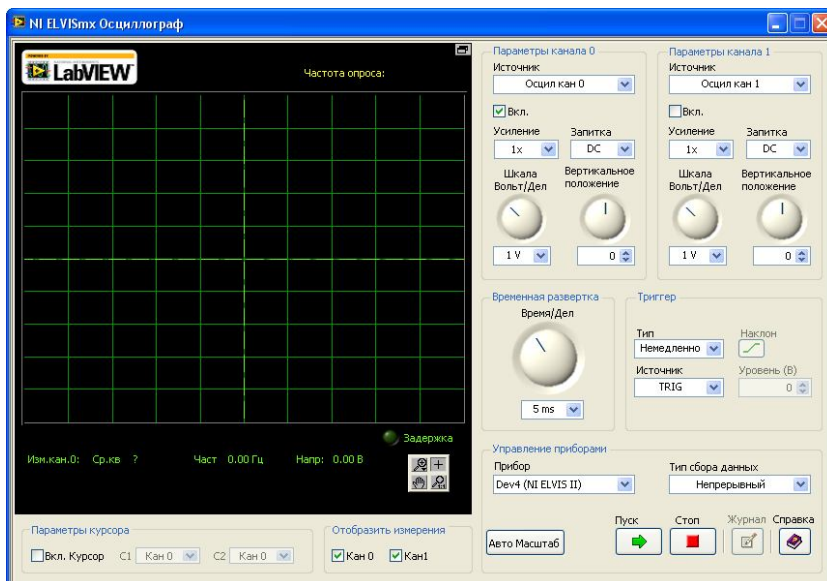 NI ELVISmx Осциллограф
POWERED BY
LabVIEW
Частота опроса:
Задержка
Изм.кан.0: Ср.кв ? Част 0.00 Гц Напр: 0.00 В
Параметры курсора
Вкл. Курсор C1 Кан 0 C2 Кан 0
Отобразить измерения
Кан 0 Кан1
Параметры канала 0
Источник
Осцил кан 0
Вкл.
Усиление Запитка
1x DC
Шкала Вертикальное
Вольт/Дел положение
1 V 0
Параметры канала 1
Источник
Осцил кан 1
Вкл.
Усиление Запитка
1x DC
Шкала Вертикальное
Вольт/Дел положение
1 V 0
Временная развертка
Время/Дел
5 ms
Триггер
Тип Наклон
Немедленно
Источник Уровень (В)
TRIG 0
Управление приборами
Прибор Тип сбора данных
Dev4 (NI ELVIS II) Непрерывный
Пуск Стоп Журнал Справка
Авто Масштаб